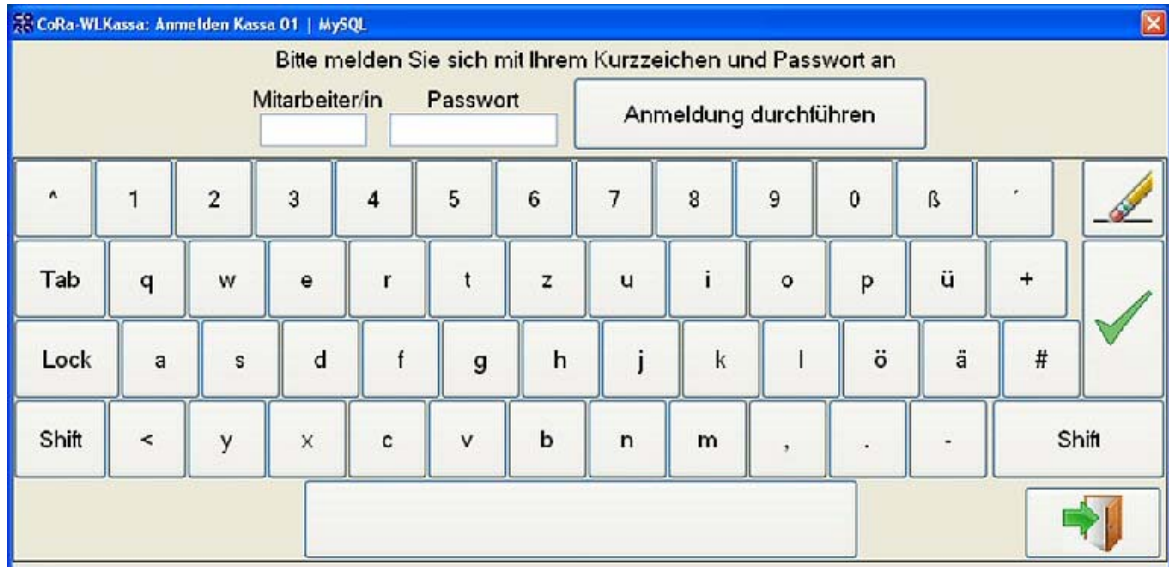 CoRa-WLKassa: Anmelden Kassa 01 | MySQL
Bitte melden Sie sich mit Ihrem Kurzzeichen und Passwort an
Mitarbeiter/in Passwort
Anmeldung durchführen
^ 1 2 3 4 5 6 7 8 9 0 ß ´
Tab q w e r t z u i o p ü +
Lock a s d f g h j k l ö ä #
Shift < y x c v b n m , . - Shift